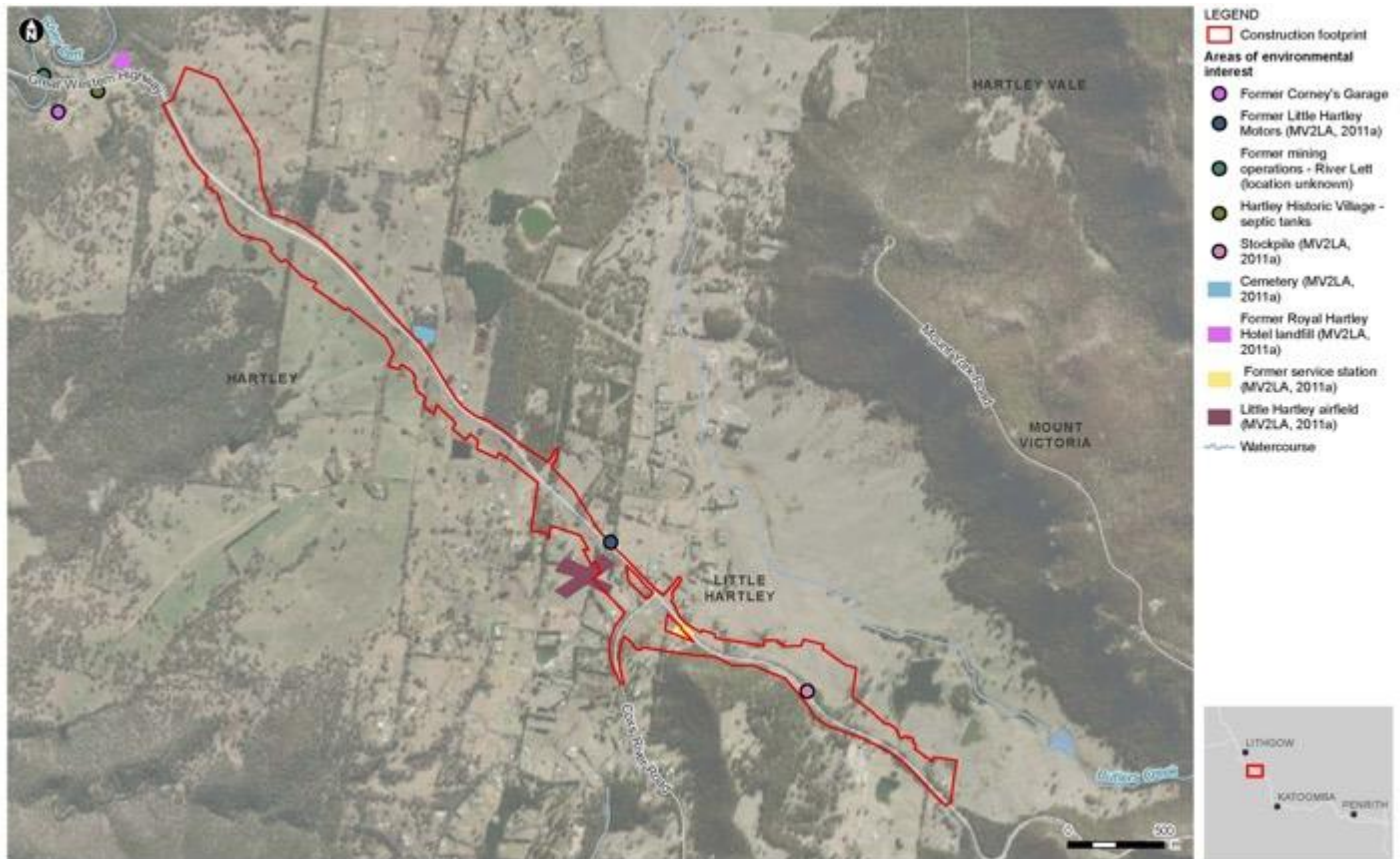 N
River Lett
Great Western Highway
HARTLEY VALE
HARTLEY
Mount York Road
MOUNT
VICTORIA
LITTLE
HARTLEY
Coxs River Road
Butlers Creek
0
500
m
LEGEND
Construction footprint
Areas of environmental
interest
Former Corney's Garage
Former Little Hartley
Motors (MV2LA, 2011a)
Former mining
operations - River Lett
(location unknown)
Hartley Historic Village -
septic tanks
Stockpile (MV2LA,
2011a)
Cemetery (MV2LA,
2011a)
Former Royal Hartley
Hotel landfill (MV2LA,
2011a)
Former service station
(MV2LA, 2011a)
Little Hartley airfield
(MV2LA, 2011a)
Watercourse
LITHGOW
KATOOMBA
PENRITH